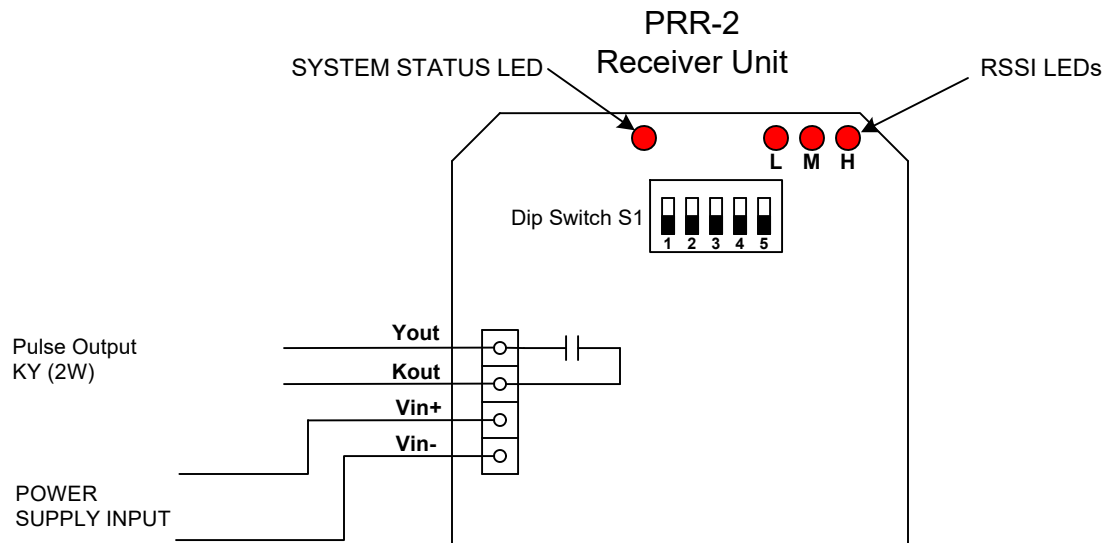 PRR-2
Receiver Unit
SYSTEM STATUS LED
RSSI LEDs
L M H
Dip Switch S1
1 2 3 4 5
Pulse Output
KY (2W)
Yout
Kout
Vin+
Vin-
POWER
SUPPLY INPUT